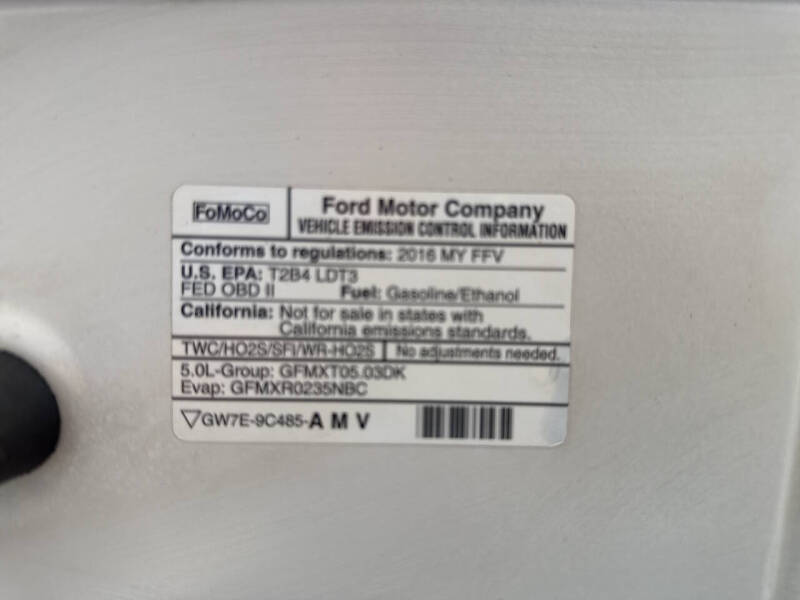 FoMoCo
Ford Motor Company
VEHICLE EMISSION CONTROL INFORMATION
Conforms to regulations: 2016 MY FFV
U.S. EPA: T2B4 LDT3
FED OBD II Fuel: Gasoline/Ethanol
California: Not for sale in states with
California emissions standards.
TWC/HO2S/SFI/WR-HO2S No adjustments needed.
5.0L-Group: GFMXT05.03DK
Evap: GFMXR0235NBC
GW7E-9C485-A M V